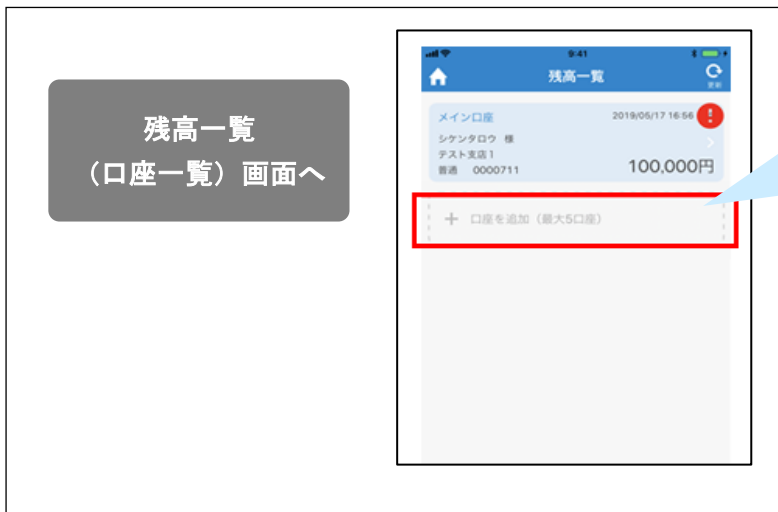 残高一覧
（口座一覧）画面へ
9:41
残高一覧
更新
メイン口座 2019/05/17 16:56
シケンタロウ 様
テスト支店1
普通 0000711 100,000円
＋ 口座を追加（最大5口座）